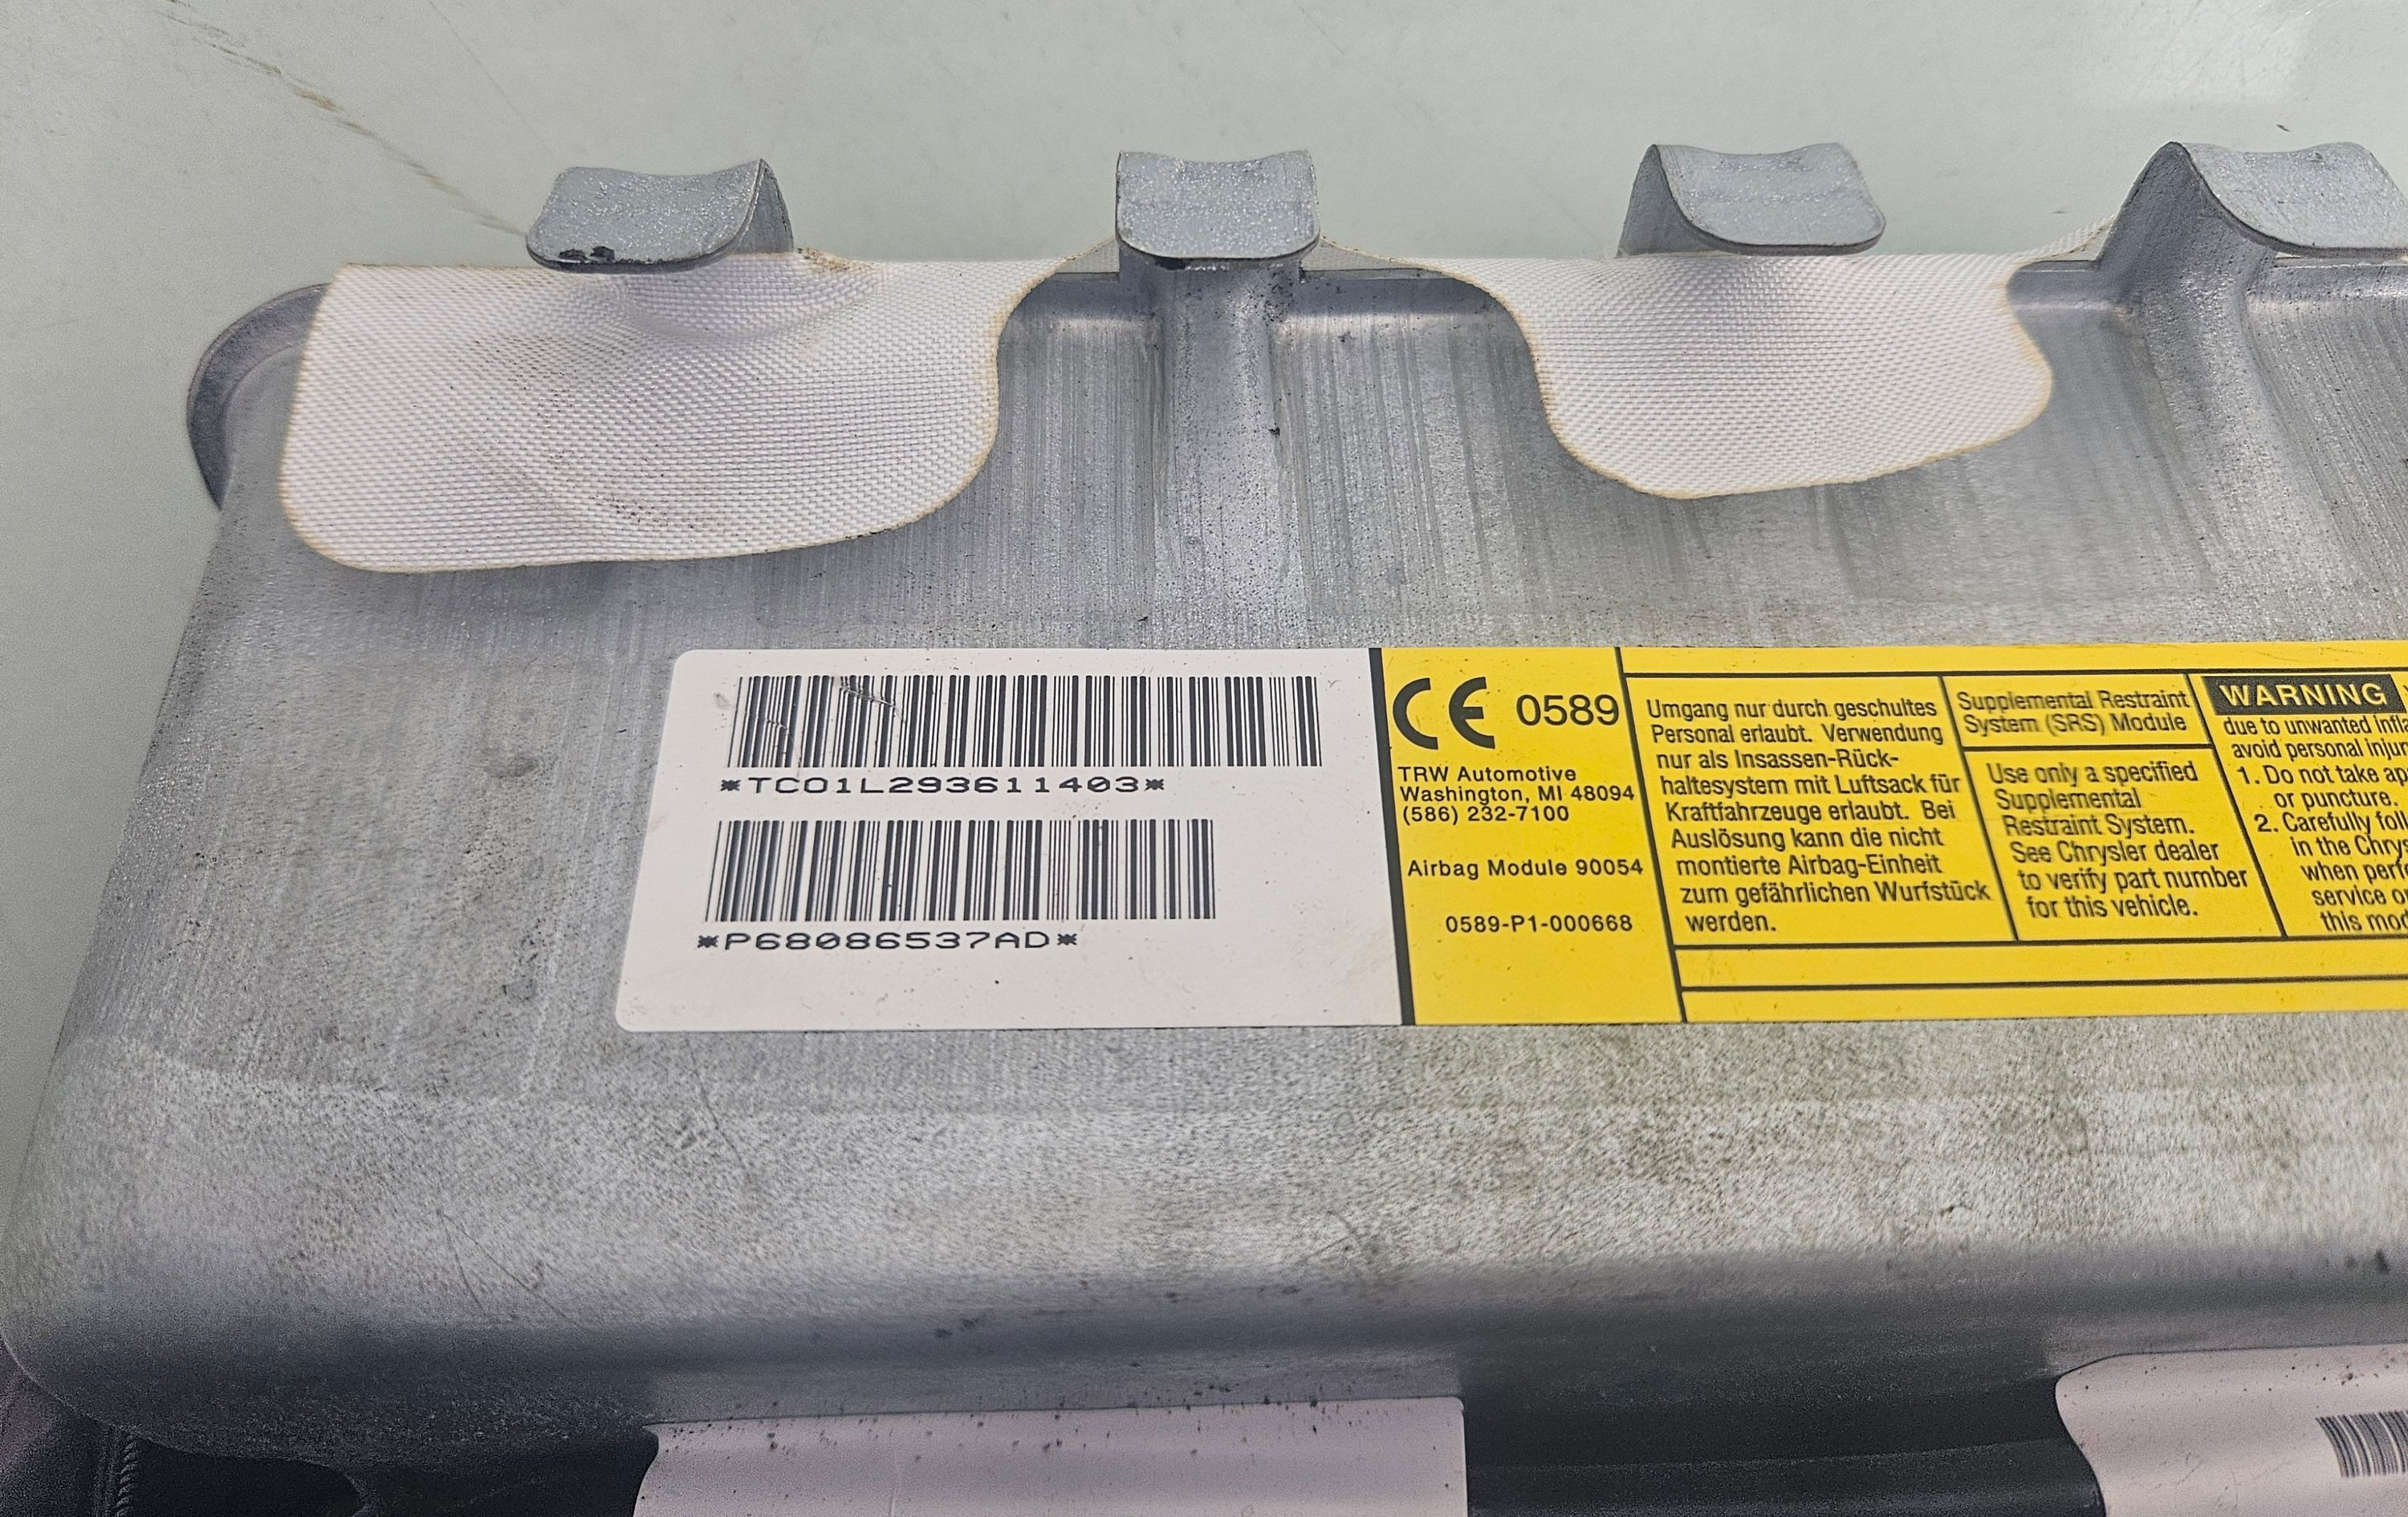 *TC01L293611403*
*P68086537AD*
CE 0589
TRW Automotive
Washington, MI 48094
(586) 232-7100
Airbag Module 90054
0589-P1-000668
Umgang nur durch geschultes
Personal erlaubt. Verwendung
nur als Insassen-Rück-
haltesystem mit Luftsack für
Kraftfahrzeuge erlaubt. Bei
Auslösung kann die nicht
montierte Airbag-Einheit
zum gefährlichen Wurfstück
werden.
Supplemental Restraint
System (SRS) Module
Use only a specified
Supplemental
Restraint System.
See Chrysler dealer
to verify part number
for this vehicle.
WARNING
due to unwanted
avoid personal
1. Do not take
or puncture.
2. Carefully
in the
when
service
this